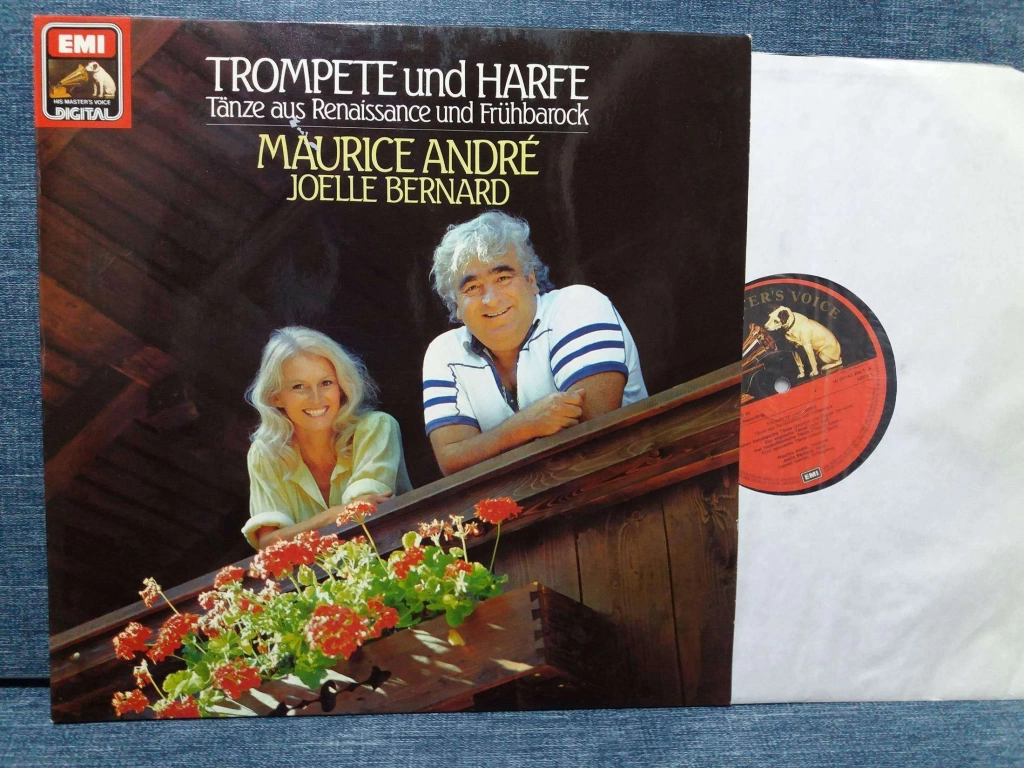 EMI
HIS MASTER'S VOICE
DIGITAL
TROMPETE und HARFE
Tänze aus Renaissance und Frühbarock
MAURICE ANDRÉ
JOELLE BERNARD
TER'S VOICE
EMI